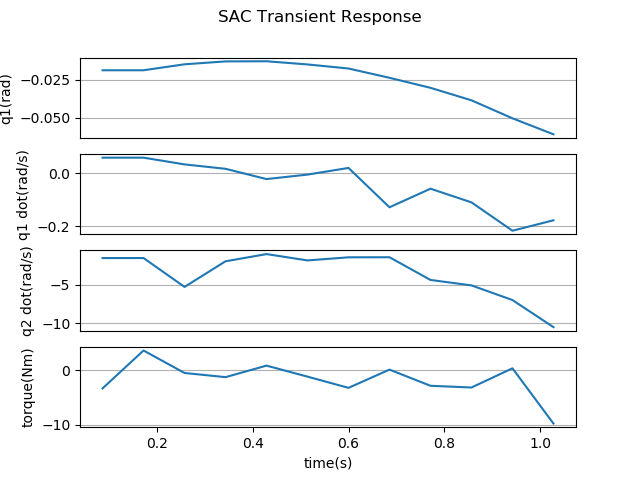 SAC Transient Response
q1(rad)
−0.025
−0.050
q1 dot(rad/s)
0.0
−0.2
q2 dot(rad/s)
−5
−10
torque(Nm)
0
−10
0.2 0.4 0.6 0.8 1.0
time(s)